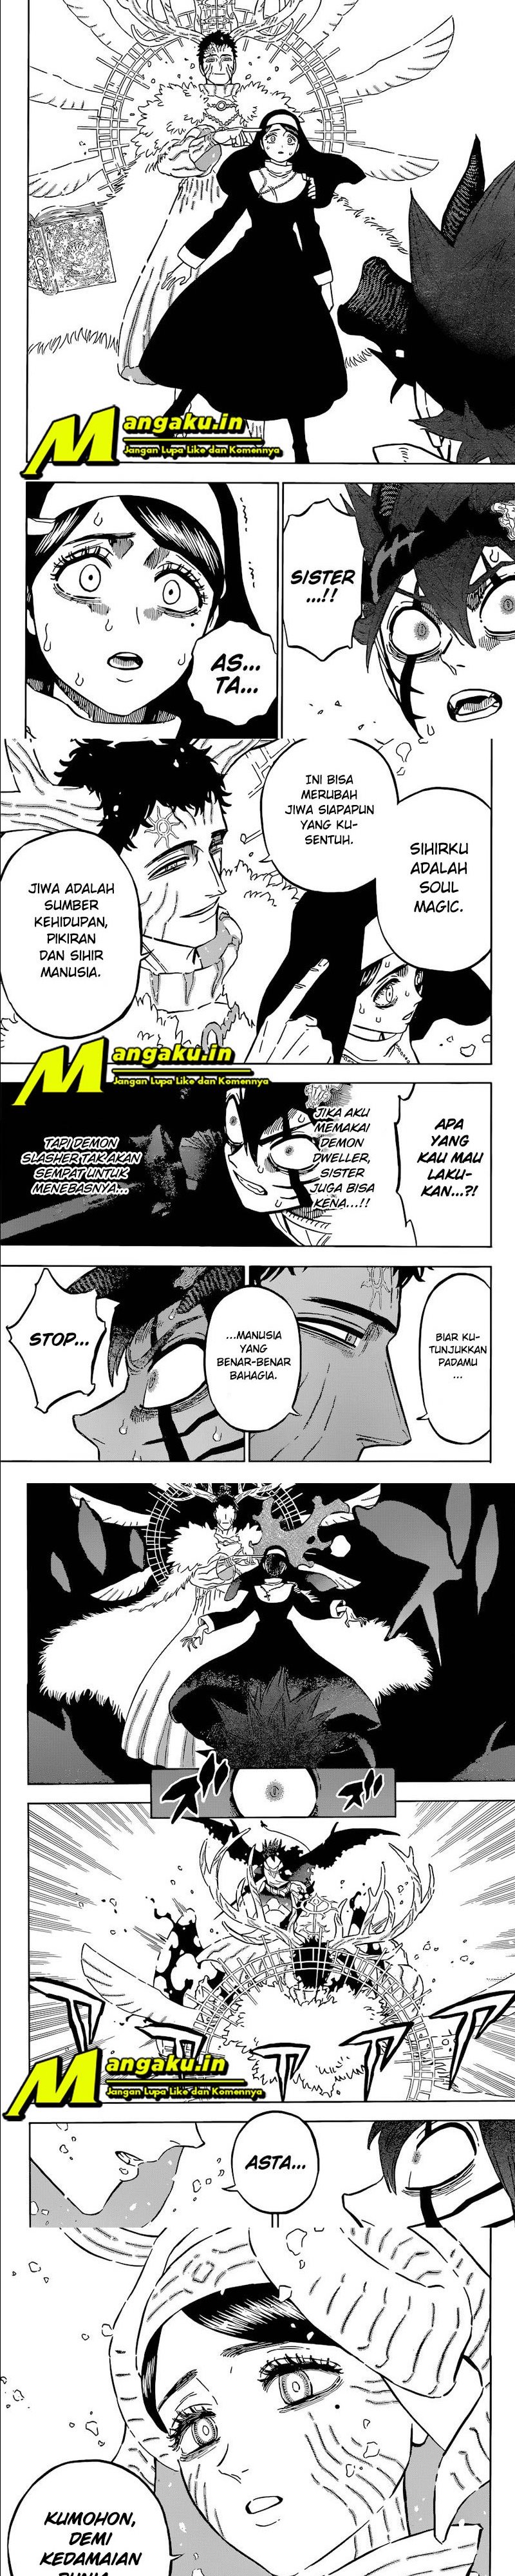 Mangaku.in
Jangan Lupa Like dan Komennya
SISTER
...!!
AS...
TA...
SIHIRKU
ADALAH
SOUL
MAGIC.
INI BISA
MERUBAH
JIWA SIAPAPUN
YANG KU-
SENTUH.
JIWA ADALAH
SUMBER
KEHIDUPAN,
PIKIRAN
DAN SIHIR
MANUSIA.
Mangaku.in
Jangan Lupa Like dan Komennya
APA
YANG
KAU MAU
LAKU-
KAN...?!
JIKA AKU
MEMAKAI
DEMON
DWELLER,
SISTER
JUGA BISA
KENA...!!
TAPI DEMON
SLASHER TAK AKAN
SEMPAT UNTUK
MENEBASNYA...
BIAR KU-
TUNJUKKAN
PADAMU
...
...MANUSIA
YANG
BENAR-BENAR
BAHAGIA.
STOP...
Mangaku.in
Jangan Lupa Like dan Komennya
ASTA...
KUMOHON,
DEMI
KEDAMAIAN